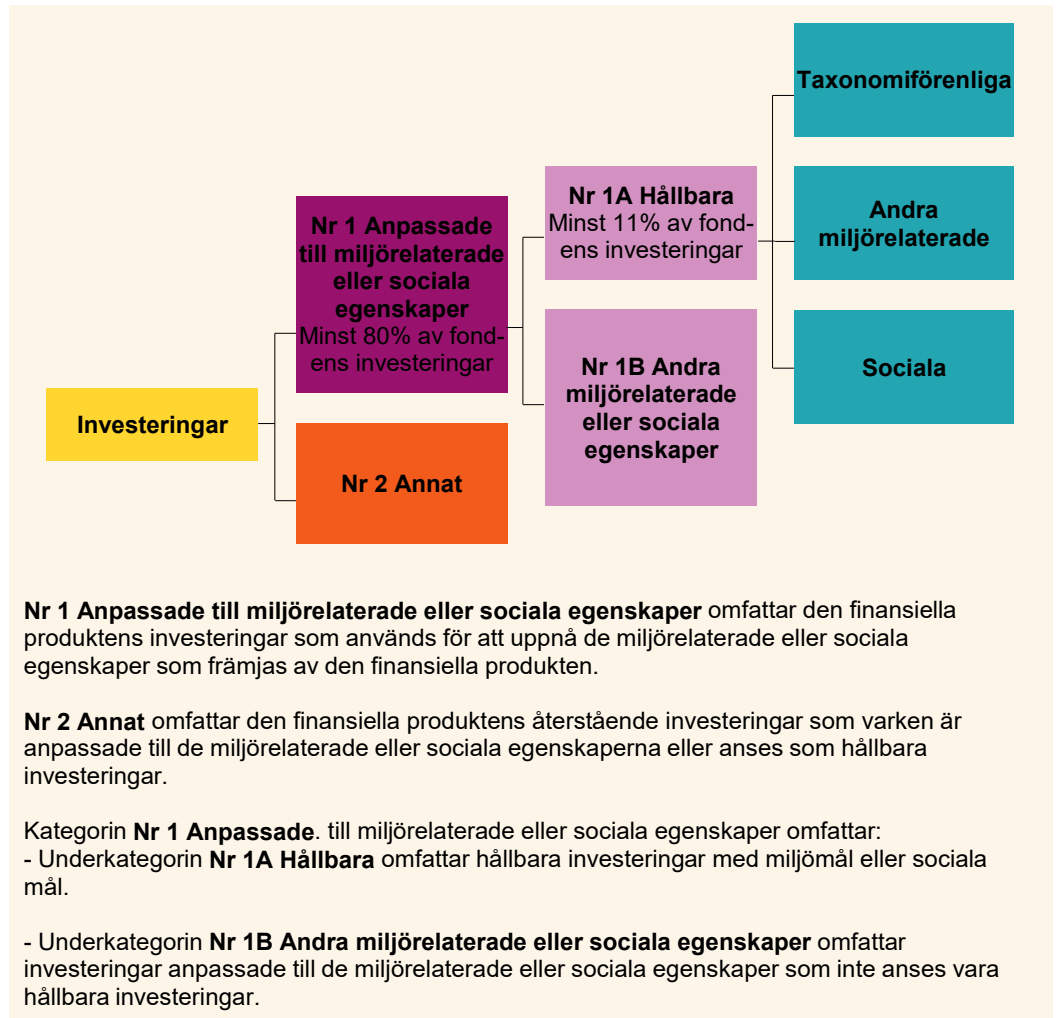 Investeringar
Nr 1 Anpassade
till miljörelaterade
eller sociala
egenskaper
Minst 80% av fond-
ens investeringar
Nr 2 Annat
Nr 1A Hållbara
Minst 11% av fond-
ens investeringar
Nr 1B Andra
miljörelaterade
eller sociala
egenskaper
Taxonomiförenliga
Andra
miljörelaterade
Sociala
Nr 1 Anpassade till miljörelaterade eller sociala egenskaper omfattar den finansiella
produktens investeringar som används för att uppnå de miljörelaterade eller sociala
egenskaper som främjas av den finansiella produkten.
Nr 2 Annat omfattar den finansiella produktens återstående investeringar som varken är
anpassade till de miljörelaterade eller sociala egenskaperna eller anses som hållbara
investeringar.
Kategorin Nr 1 Anpassade. till miljörelaterade eller sociala egenskaper omfattar:
- Underkategorin Nr 1A Hållbara omfattar hållbara investeringar med miljömål eller sociala
mål.
- Underkategorin Nr 1B Andra miljörelaterade eller sociala egenskaper omfattar
investeringar anpassade till de miljörelaterade eller sociala egenskaper som inte anses vara
hållbara investeringar.